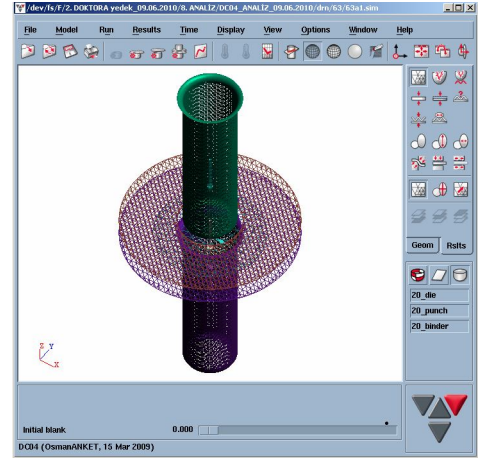 /dev/fs/F/2. DOKTORA yedek_09.06.2010/8. ANALİZ/DC04_ANALİZ_09.06.2010/drn/63/63a1.sim
File Model Run Results Time Display View Options Window Help
Geom Rslts
20_die
20_punch
20_binder
Z Y
X
Initial blank 0.000
DC04 (OsmanANKET, 15 Mar 2009)